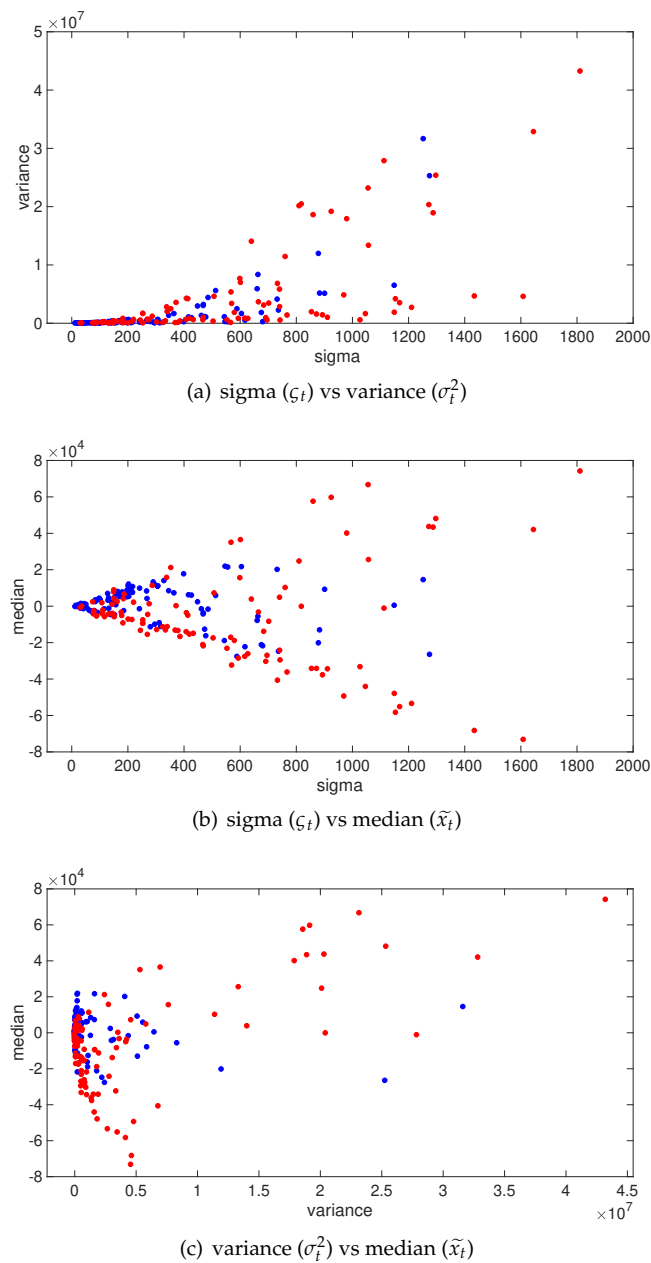 ×10⁷
5
4
3
2
1
0
variance
0 200 400 600 800 1000 1200 1400 1600 1800 2000
sigma
(a) sigma (ς_t) vs variance (σ_t^2)
×10⁴
8
6
4
2
0
-2
-4
-6
-8
median
0 200 400 600 800 1000 1200 1400 1600 1800 2000
sigma
(b) sigma (ς_t) vs median (x̃_t)
×10⁴
8
6
4
2
0
-2
-4
-6
-8
median
0 0.5 1 1.5 2 2.5 3 3.5 4 4.5
variance ×10⁷
(c) variance (σ_t^2) vs median (x̃_t)